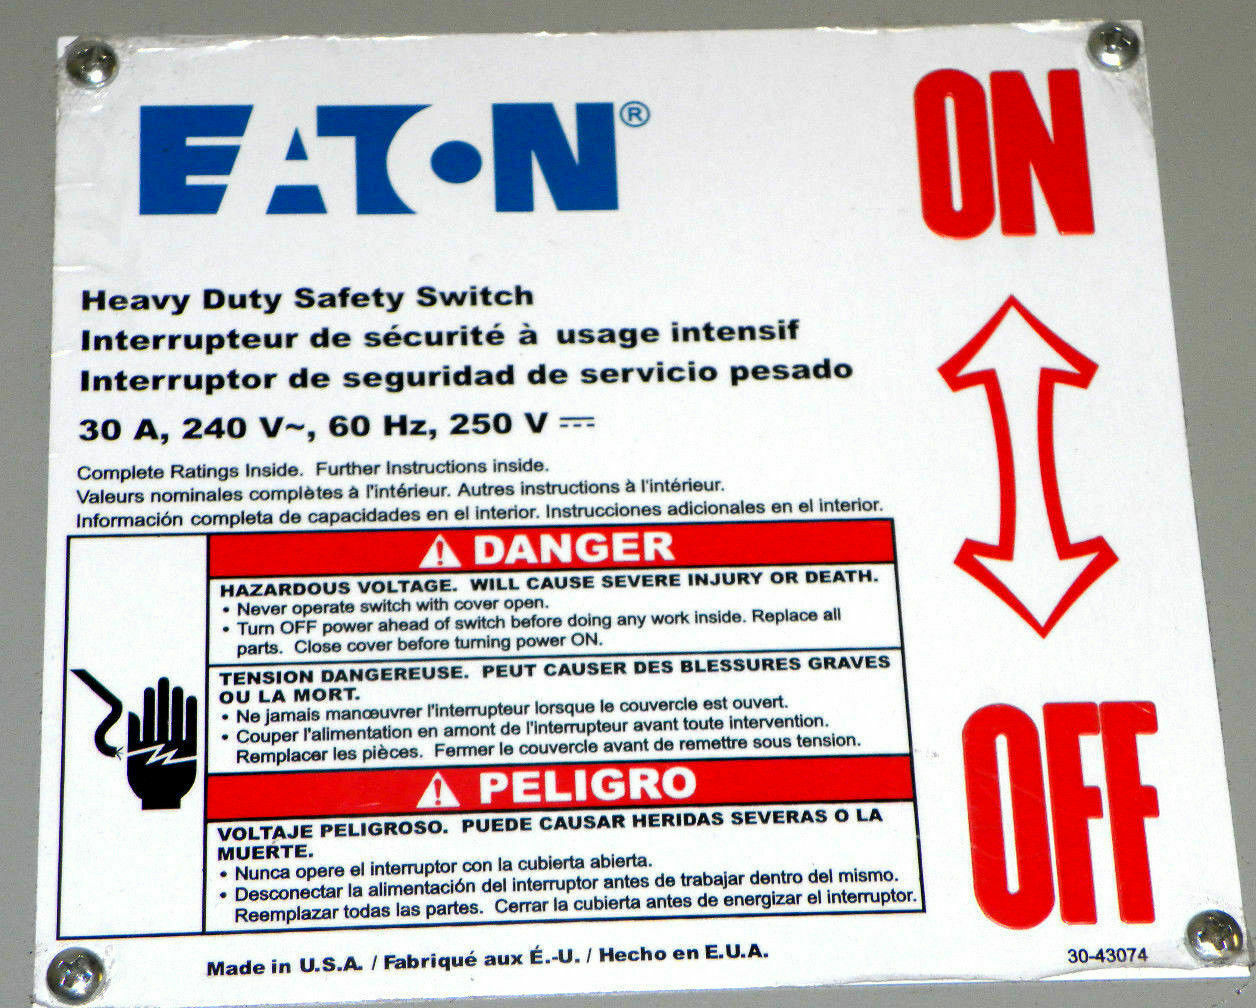 EATON®
ON
Heavy Duty Safety Switch
Interrupteur de sécurité à usage intensif
Interruptor de seguridad de servicio pesado
30 A, 240 V~, 60 Hz, 250 V ⎓
Complete Ratings Inside. Further Instructions inside.
Valeurs nominales complètes à l'intérieur. Autres instructions à l'intérieur.
Información completa de capacidades en el interior. Instrucciones adicionales en el interior.
DANGER
HAZARDOUS VOLTAGE. WILL CAUSE SEVERE INJURY OR DEATH.
• Never operate switch with cover open.
• Turn OFF power ahead of switch before doing any work inside. Replace all
parts. Close cover before turning power ON.
TENSION DANGEREUSE. PEUT CAUSER DES BLESSURES GRAVES
OU LA MORT.
• Ne jamais manœuvrer l'interrupteur lorsque le couvercle est ouvert.
• Couper l'alimentation en amont de l'interrupteur avant toute intervention.
Remplacer les pièces. Fermer le couvercle avant de remettre sous tension.
PELIGRO
VOLTAJE PELIGROSO. PUEDE CAUSAR HERIDAS SEVERAS O LA
MUERTE.
• Nunca opere el interruptor con la cubierta abierta.
• Desconectar la alimentación del interruptor antes de trabajar dentro del mismo.
Reemplazar todas las partes. Cerrar la cubierta antes de energizar el interruptor.
OFF
Made in U.S.A. / Fabriqué aux É.-U. / Hecho en E.U.A.
30-43074